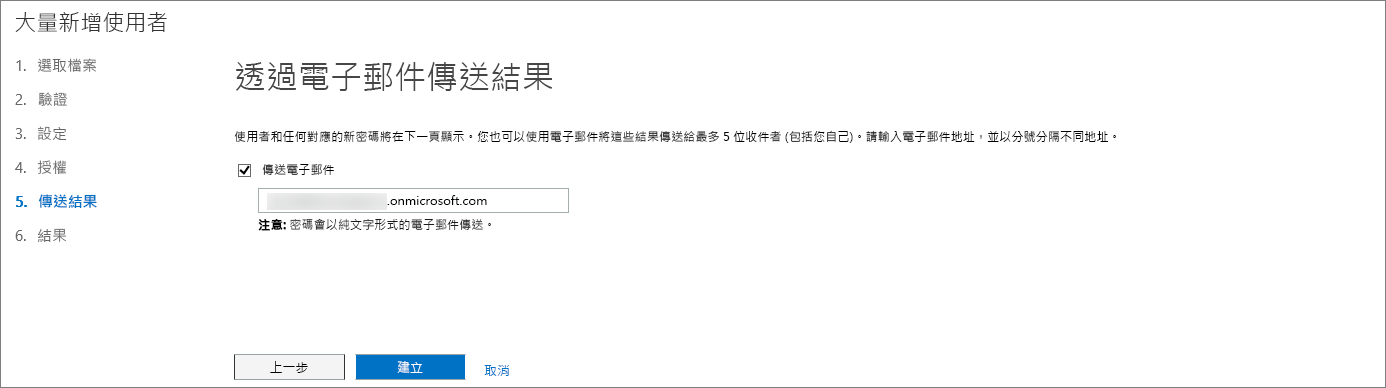 大量新增使用者
1. 選取檔案
2. 驗證
3. 設定
4. 授權
5. 傳送結果
6. 結果
透過電子郵件傳送結果
使用者和任何對應的新密碼將在下一頁顯示。您也可以使用電子郵件將這些結果傳送給最多 5 位收件者 (包括您自己)。請輸入電子郵件地址，並以分號分隔不同地址。
傳送電子郵件
.onmicrosoft.com
注意: 密碼會以純文字形式的電子郵件傳送。
上一步
建立
取消